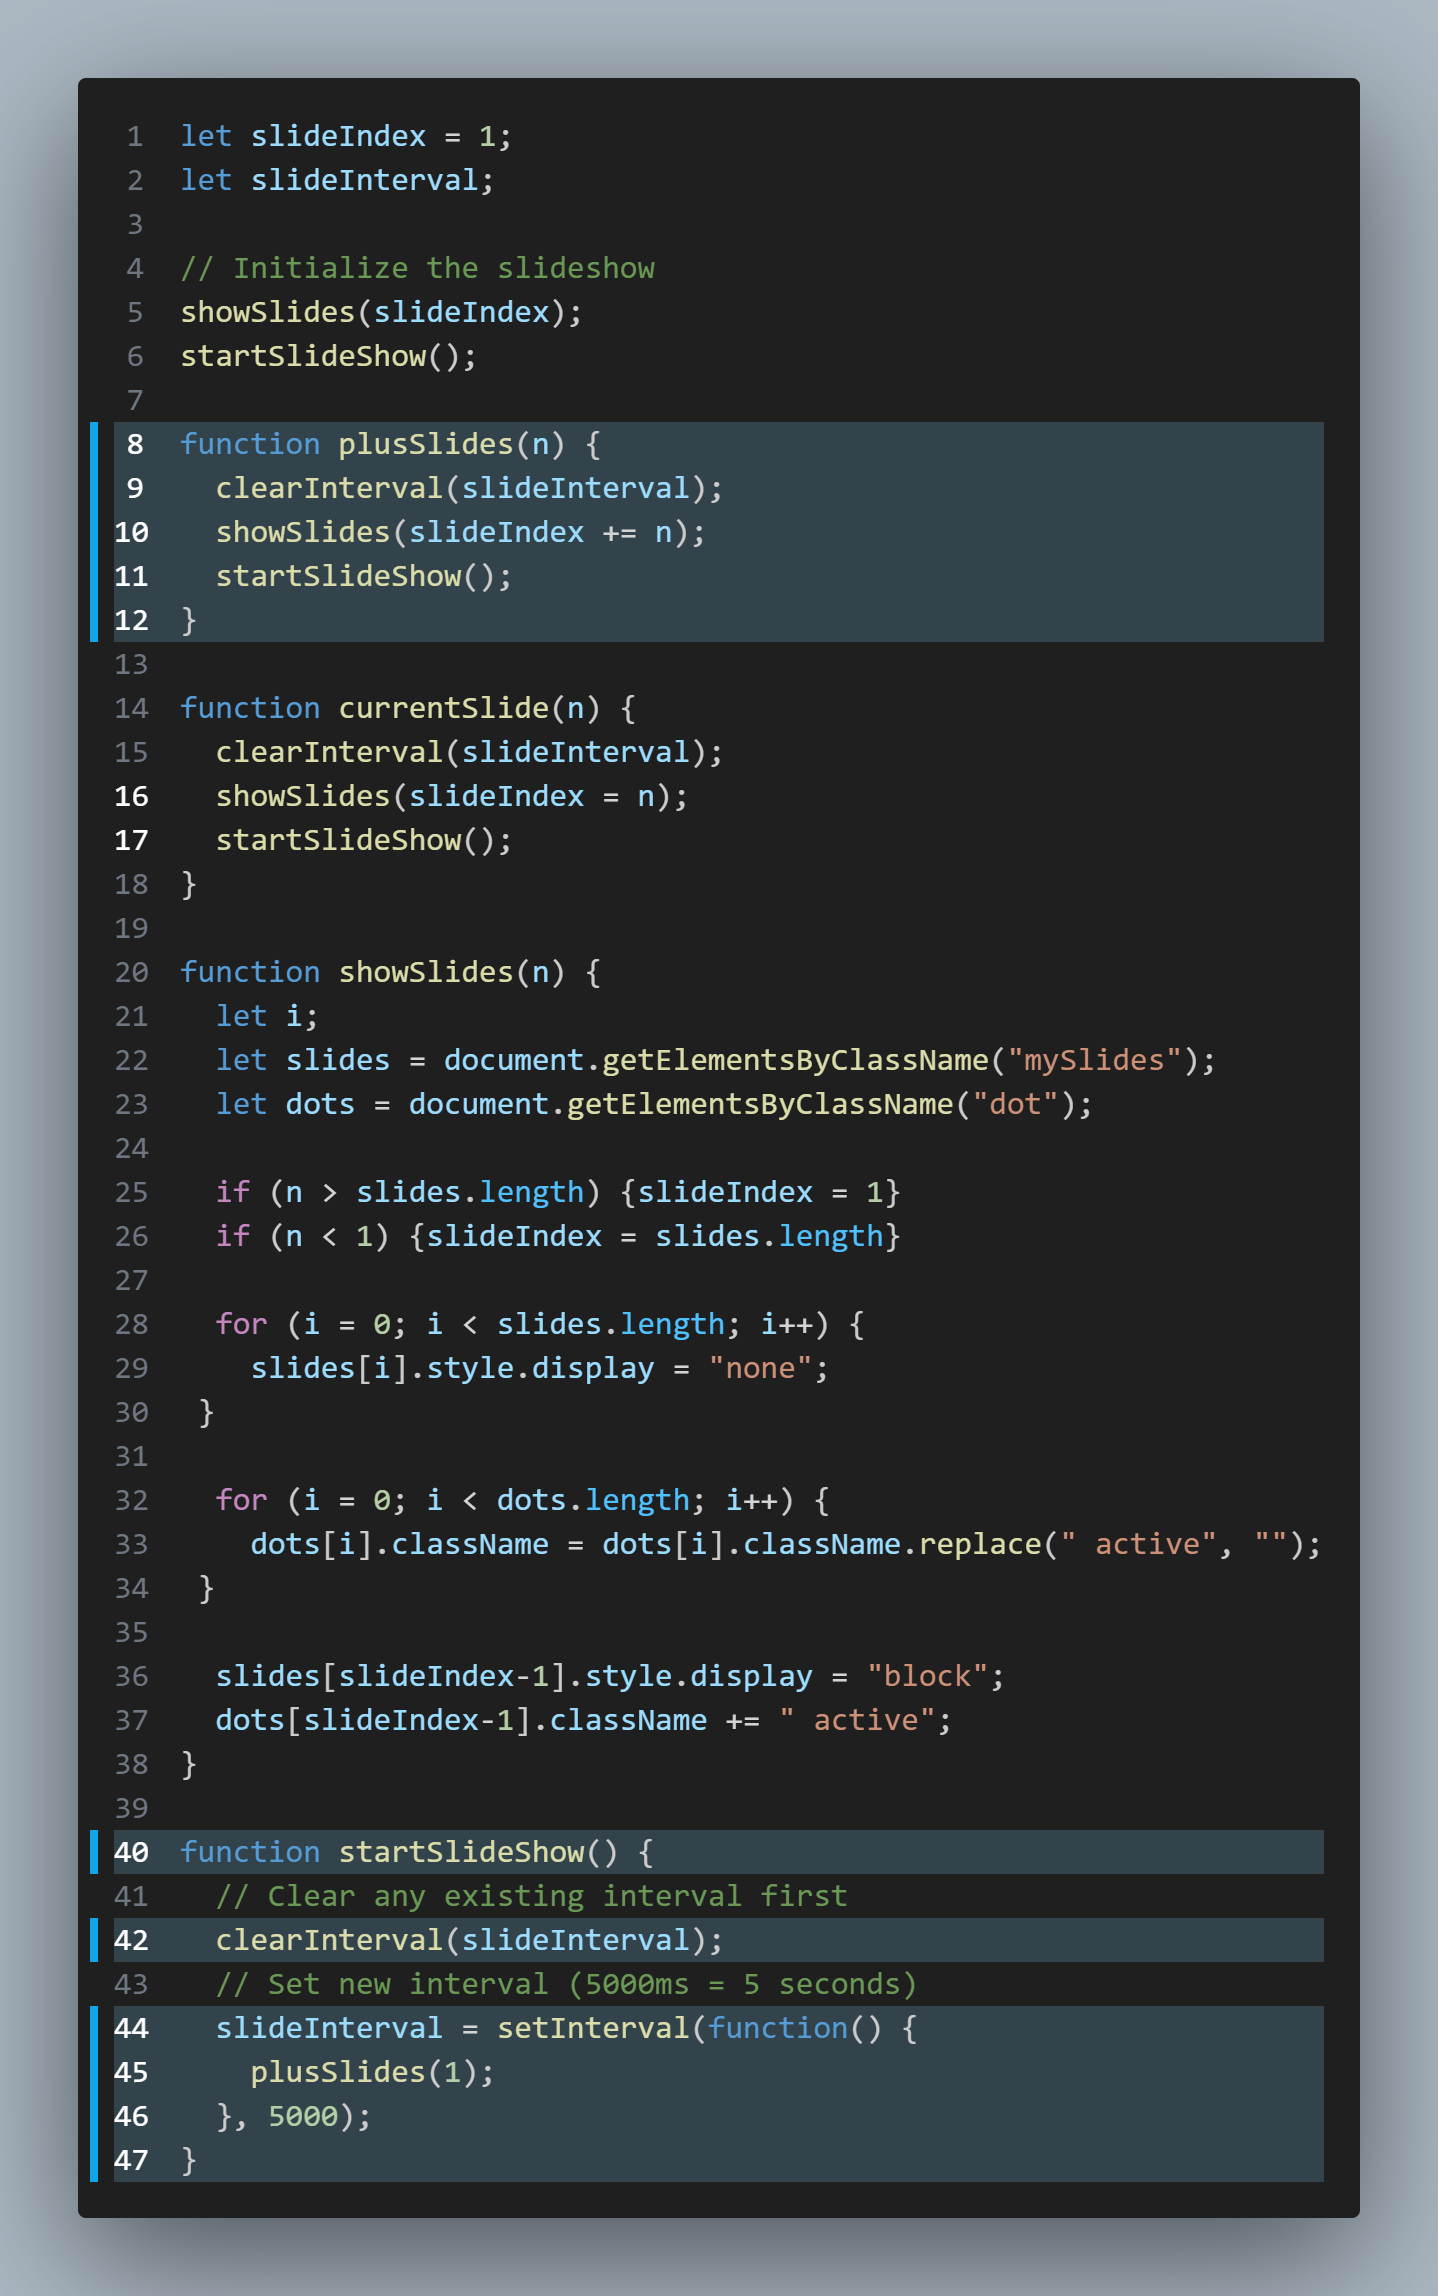 1 let slideIndex = 1;
2 let slideInterval;
3
4 // Initialize the slideshow
5 showSlides(slideIndex);
6 startSlideShow();
7
8 function plusSlides(n) {
9   clearInterval(slideInterval);
10   showSlides(slideIndex += n);
11   startSlideShow();
12 }
13
14 function currentSlide(n) {
15   clearInterval(slideInterval);
16   showSlides(slideIndex = n);
17   startSlideShow();
18 }
19
20 function showSlides(n) {
21   let i;
22   let slides = document.getElementsByClassName("mySlides");
23   let dots = document.getElementsByClassName("dot");
24
25   if (n > slides.length) {slideIndex = 1}
26   if (n < 1) {slideIndex = slides.length}
27
28   for (i = 0; i < slides.length; i++) {
29     slides[i].style.display = "none";
30  }
31
32   for (i = 0; i < dots.length; i++) {
33     dots[i].className = dots[i].className.replace(" active", "");
34  }
35
36   slides[slideIndex-1].style.display = "block";
37   dots[slideIndex-1].className += " active";
38 }
39
40 function startSlideShow() {
41   // Clear any existing interval first
42   clearInterval(slideInterval);
43   // Set new interval (5000ms = 5 seconds)
44   slideInterval = setInterval(function() {
45     plusSlides(1);
46   }, 5000);
47 }